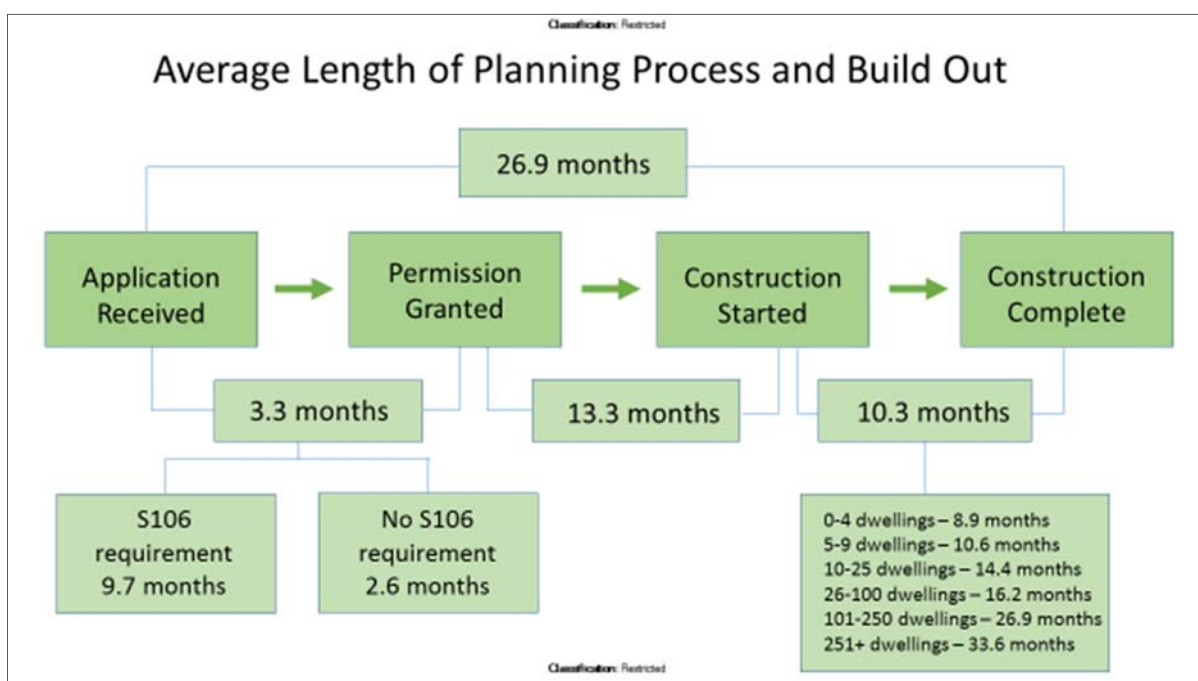 Classification: Restricted
Average Length of Planning Process and Build Out
26.9 months
Application
Received
Permission
Granted
Construction
Started
Construction
Complete
3.3 months
13.3 months
10.3 months
S106
requirement
9.7 months
No S106
requirement
2.6 months
0-4 dwellings – 8.9 months
5-9 dwellings – 10.6 months
10-25 dwellings – 14.4 months
26-100 dwellings – 16.2 months
101-250 dwellings – 26.9 months
251+ dwellings – 33.6 months
Classification: Restricted